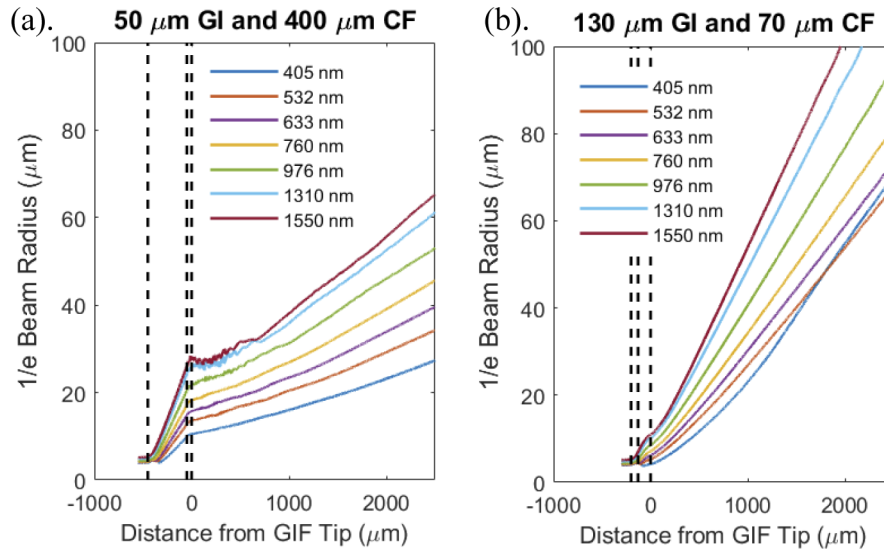 (a).
50 μm GI and 400 μm CF
100
80
60
40
20
0
-1000
0
1000
2000
1/e Beam Radius (μm)
Distance from GIF Tip (μm)
405 nm
532 nm
633 nm
760 nm
976 nm
1310 nm
1550 nm
(b).
130 μm GI and 70 μm CF
100
80
60
40
20
0
-1000
0
1000
2000
1/e Beam Radius (μm)
Distance from GIF Tip (μm)
405 nm
532 nm
633 nm
760 nm
976 nm
1310 nm
1550 nm